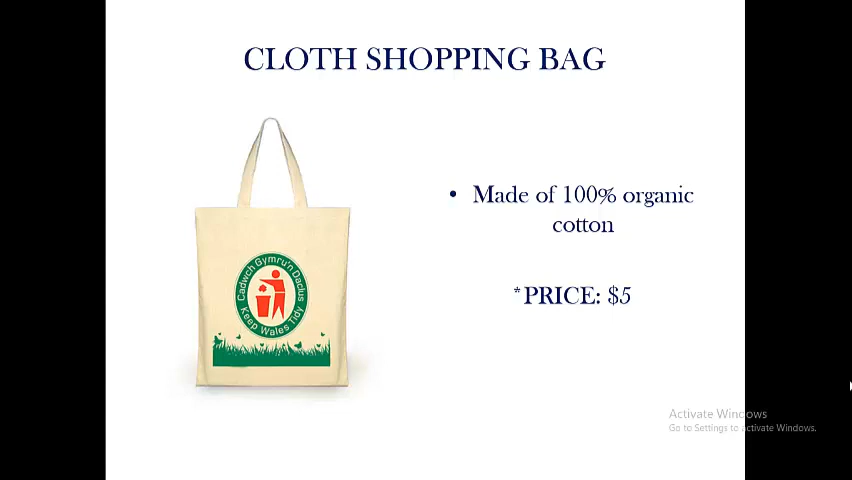 CLOTH SHOPPING BAG
• Made of 100% organic
cotton
*PRICE: $5
Cadwch Gymru'n Daclus
Keep Wales Tidy
Activate Windows
Go to Settings to Activate Windows.